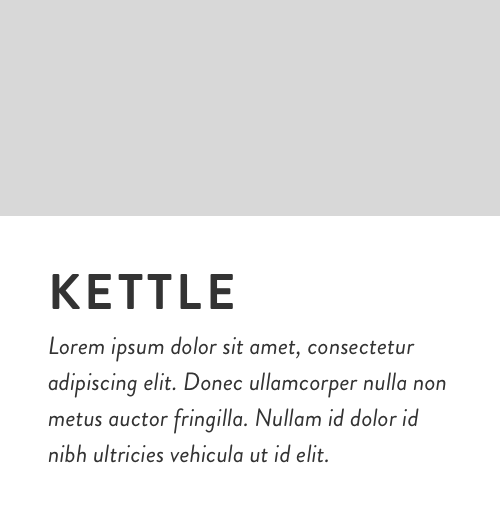 KETTLE
Lorem ipsum dolor sit amet, consectetur
adipiscing elit. Donec ullamcorper nulla non
metus auctor fringilla. Nullam id dolor id
nibh ultricies vehicula ut id elit.